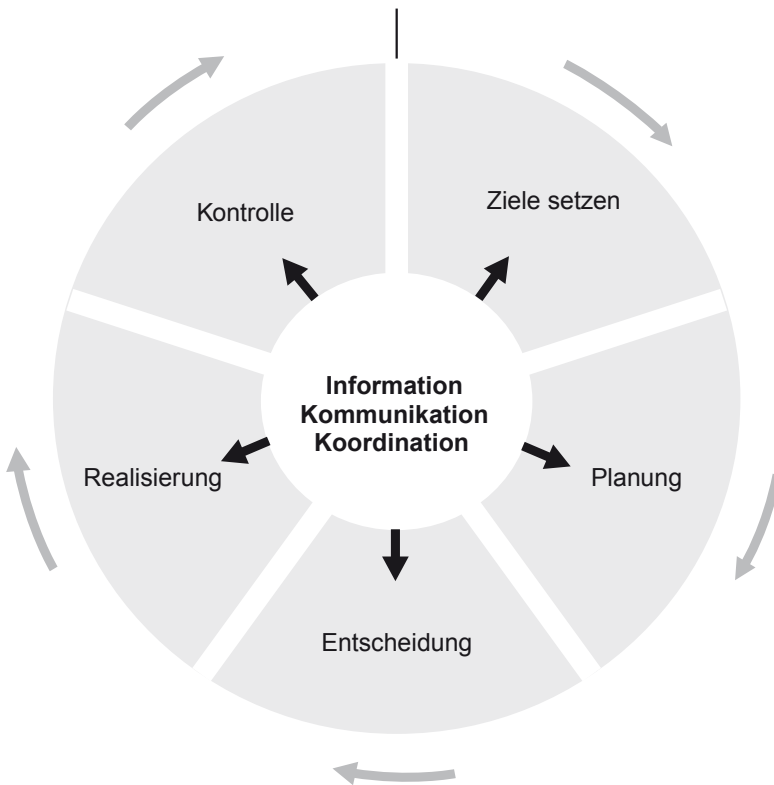 Kontrolle
Ziele setzen
Information
Kommunikation
Koordination
Realisierung
Planung
Entscheidung